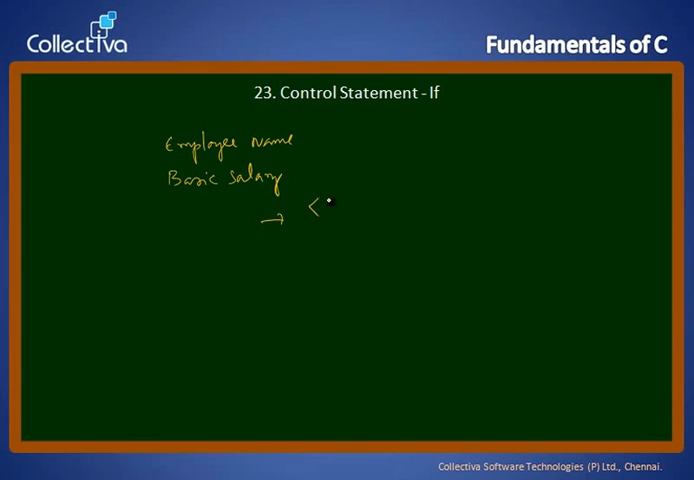 Collectiva
Fundamentals of C
23. Control Statement - If
Employee Name
Basic Salary
→ <
Collectiva Software Technologies (P) Ltd., Chennai.